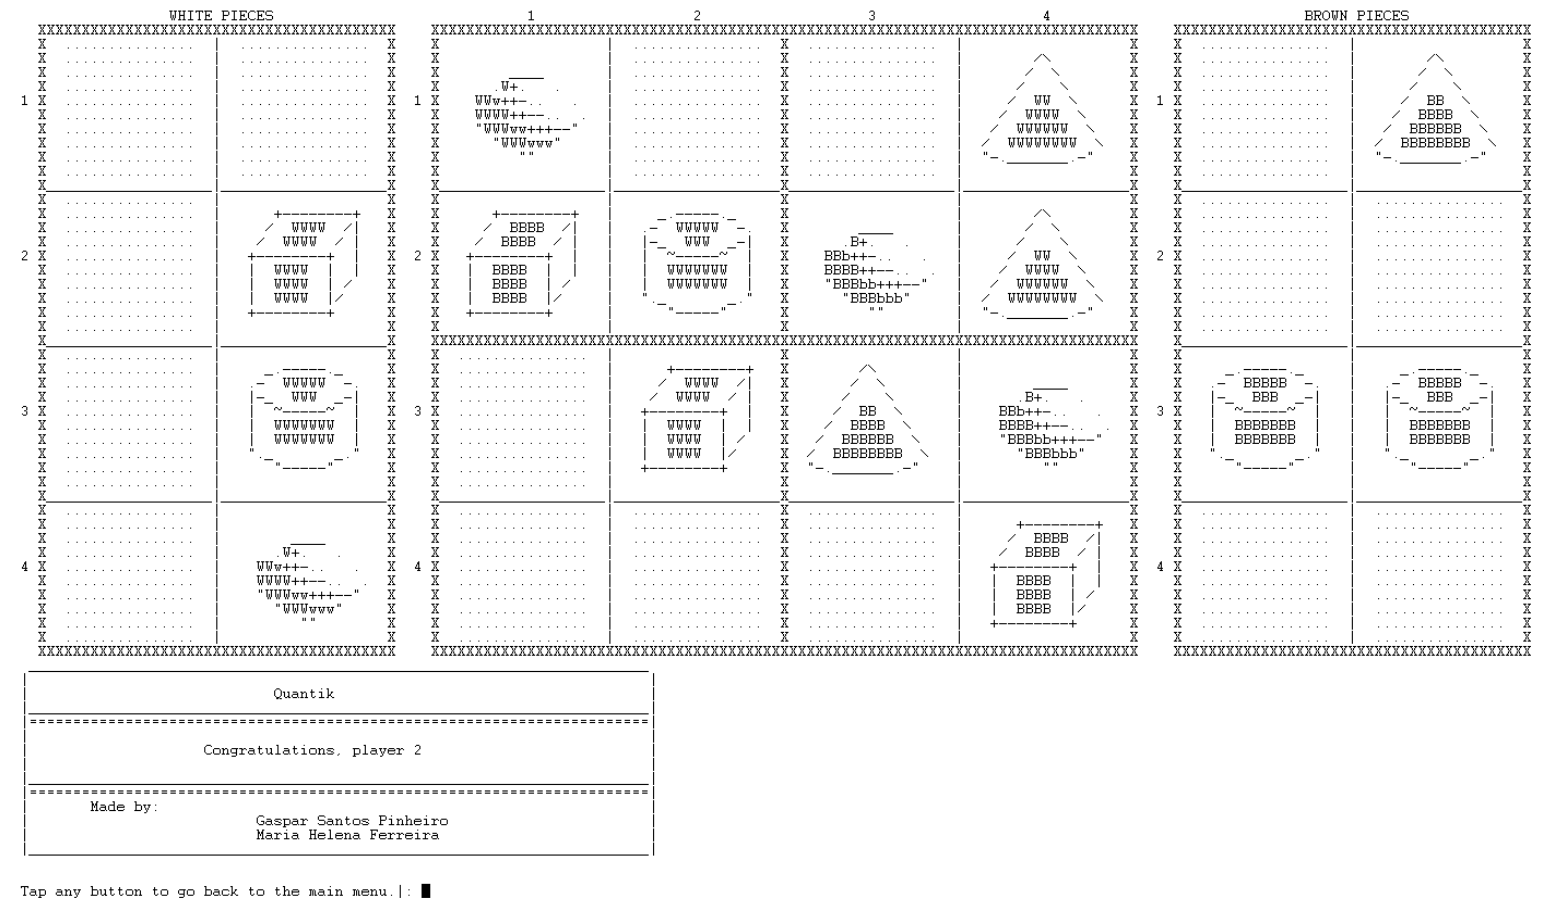 WHITE PIECES 1 2 3 4 BROWN PIECES
1 1 1
2 2 2
3 3 3
4 4 4
Quantik
Congratulations, player 2
Made by:
Gaspar Santos Pinheiro
Maria Helena Ferreira
Tap any button to go back to the main menu.|: